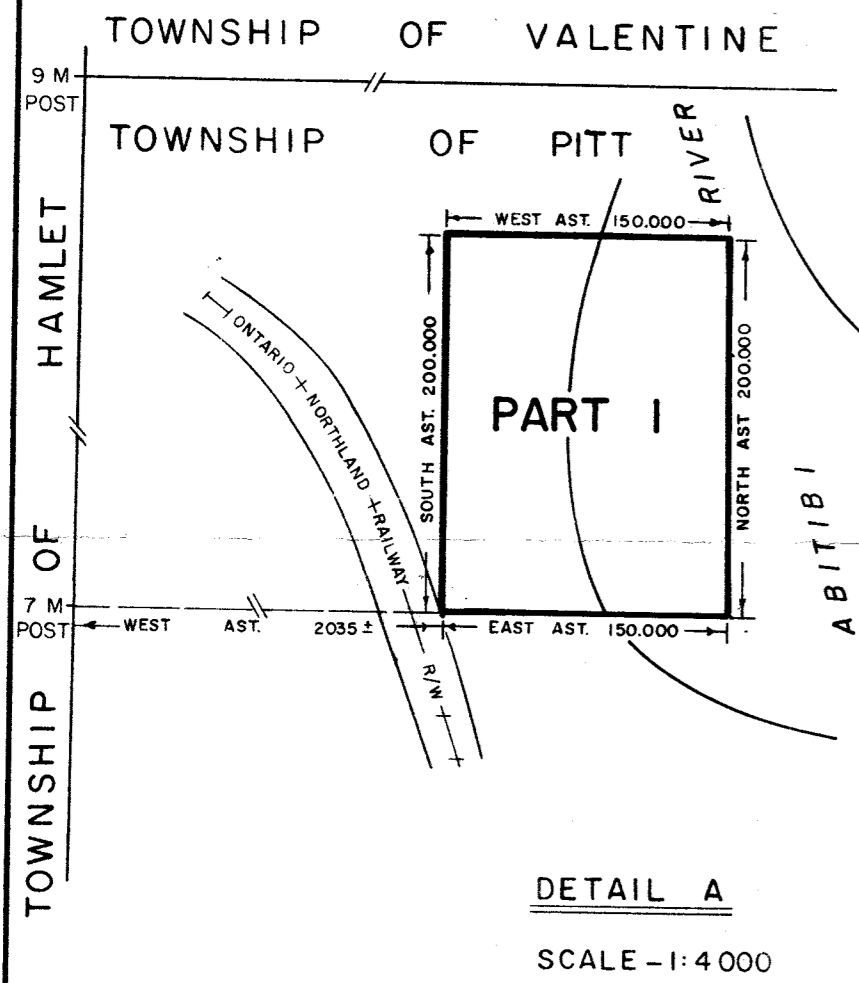 TOWNSHIP OF VALENTINE
9 M
POST
TOWNSHIP OF PITT
RIVER
WEST AST. 150.000
TOWNSHIP OF HAMLET
ONTARIO NORTHLAND RAILWAY R/W
SOUTH AST. 200.000
PART 1
NORTH AST 200.000
ABITIBI
7 M
POST
WEST AST. 2035 ±
EAST AST. 150.000
DETAIL A
SCALE - 1:4000